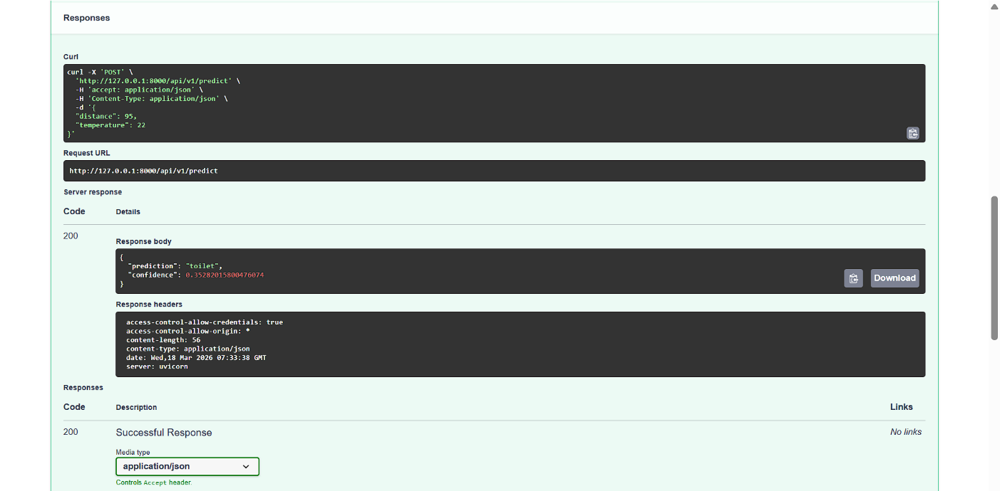 Responses
Curl
curl -X 'POST' \
  'http://127.0.0.1:8000/api/v1/predict' \
  -H 'accept: application/json' \
  -H 'Content-Type: application/json' \
  -d '{
  "distance": 95,
  "temperature": 22
}'
Request URL
http://127.0.0.1:8000/api/v1/predict
Server response
Code Details
200
Response body
{
  "prediction": "toilet",
  "confidence": 0.35282015800476074
}
Download
Response headers
access-control-allow-credentials: true
access-control-allow-origin: *
content-length: 56
content-type: application/json
date: Wed,18 Mar 2026 07:33:38 GMT
server: uvicorn
Responses
Code Description Links
200 Successful Response No links
Media type
application/json
Controls Accept header.